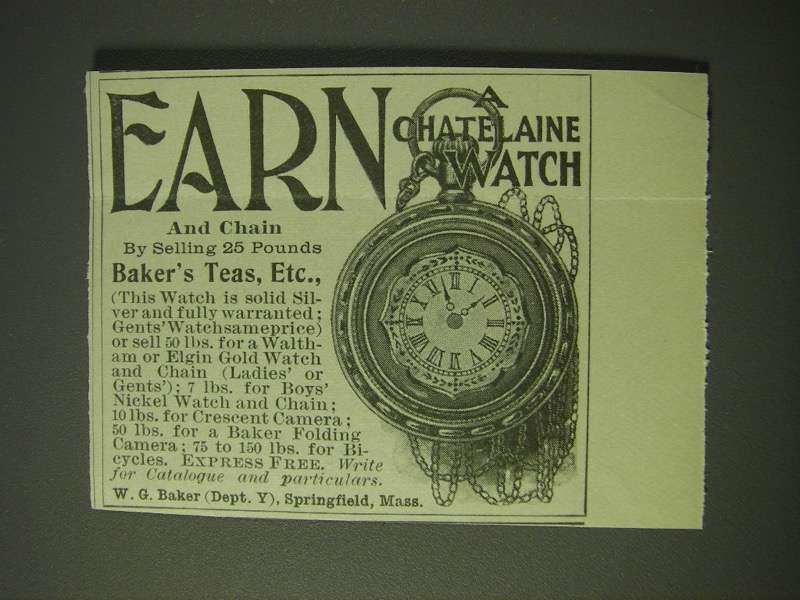 EARN
A
CHATELAINE
WATCH
And Chain
By Selling 25 Pounds
Baker's Teas, Etc.,
(This Watch is solid Sil-
ver and fully warranted;
Gents' Watch same price)
or sell 50 lbs. for a Walth-
am or Elgin Gold Watch
and Chain (Ladies' or
Gents'); 7 lbs. for Boys'
Nickel Watch and Chain;
10 lbs. for Crescent Camera;
50 lbs. for a Baker Folding
Camera; 75 to 150 lbs. for Bi-
cycles. EXPRESS FREE. Write
for Catalogue and particulars.
W. G. Baker (Dept. Y), Springfield, Mass.